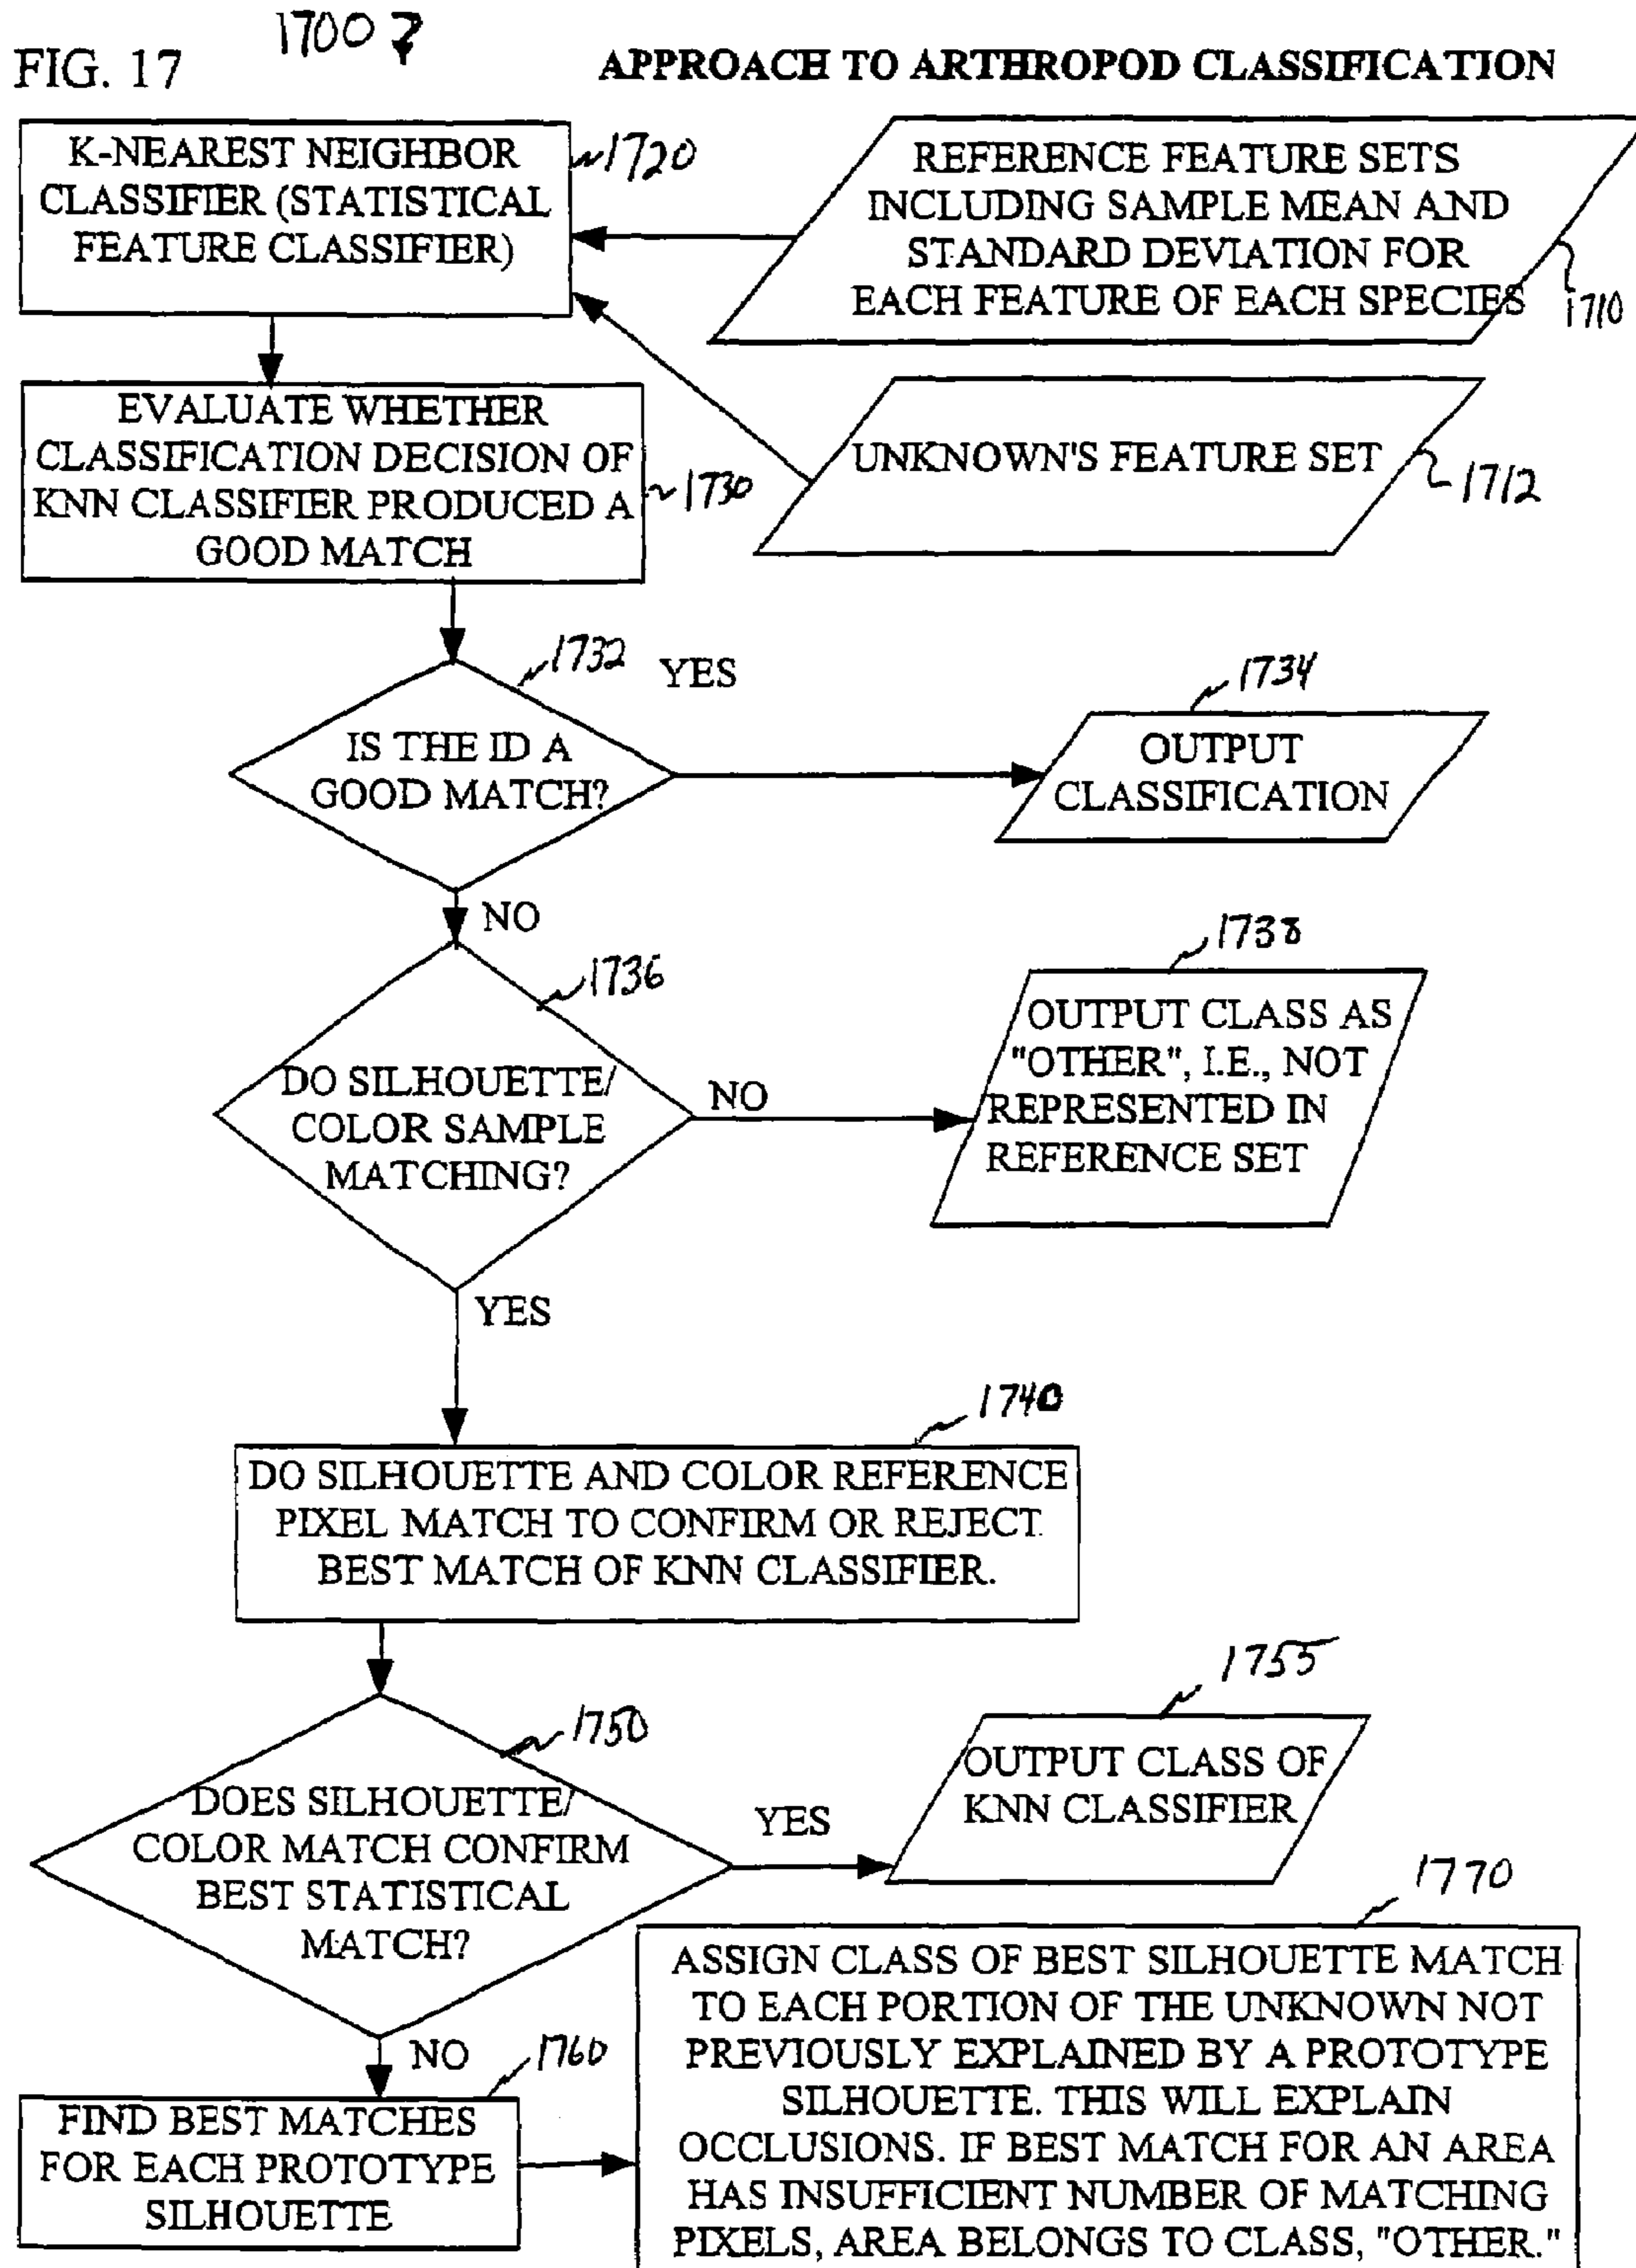 FIG. 17
1700
APPROACH TO ARTHROPOD CLASSIFICATION
K-NEAREST NEIGHBOR
CLASSIFIER (STATISTICAL
FEATURE CLASSIFIER)
1720
REFERENCE FEATURE SETS
INCLUDING SAMPLE MEAN AND
STANDARD DEVIATION FOR
EACH FEATURE OF EACH SPECIES
1710
EVALUATE WHETHER
CLASSIFICATION DECISION OF
KNN CLASSIFIER PRODUCED A
GOOD MATCH
1730
UNKNOWN'S FEATURE SET
1712
1732
YES
IS THE ID A
GOOD MATCH?
1734
OUTPUT
CLASSIFICATION
NO
1736
DO SILHOUETTE/
COLOR SAMPLE
MATCHING?
NO
1738
OUTPUT CLASS AS
"OTHER", I.E., NOT
REPRESENTED IN
REFERENCE SET
YES
1740
DO SILHOUETTE AND COLOR REFERENCE
PIXEL MATCH TO CONFIRM OR REJECT
BEST MATCH OF KNN CLASSIFIER.
1750
DOES SILHOUETTE/
COLOR MATCH CONFIRM
BEST STATISTICAL
MATCH?
YES
1755
OUTPUT CLASS OF
KNN CLASSIFIER
NO
1760
FIND BEST MATCHES
FOR EACH PROTOTYPE
SILHOUETTE
1770
ASSIGN CLASS OF BEST SILHOUETTE MATCH
TO EACH PORTION OF THE UNKNOWN NOT
PREVIOUSLY EXPLAINED BY A PROTOTYPE
SILHOUETTE. THIS WILL EXPLAIN
OCCLUSIONS. IF BEST MATCH FOR AN AREA
HAS INSUFFICIENT NUMBER OF MATCHING
PIXELS, AREA BELONGS TO CLASS, "OTHER."